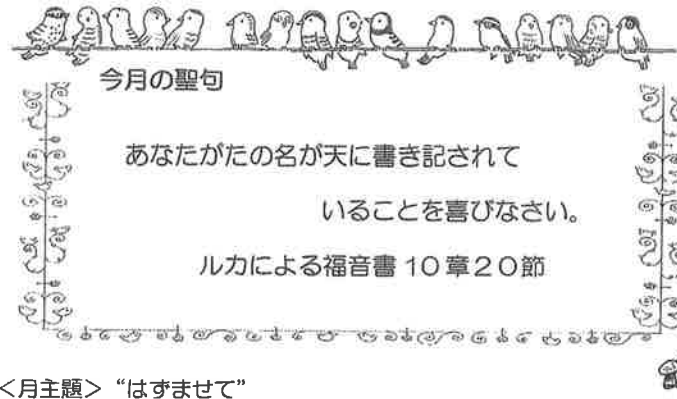 今月の聖句
あなたがたの名が天に書き記されて
いることを喜びなさい。
ルカによる福音書 10章20節
＜月主題＞ “はずませて”